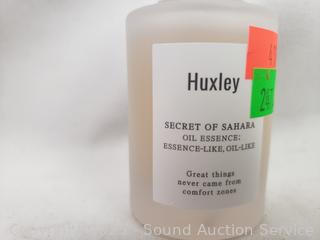 Huxley
SECRET OF SAHARA
OIL ESSENCE;
ESSENCE-LIKE, OIL-LIKE
Great things
never came from
comfort zones
Sound Auction Service